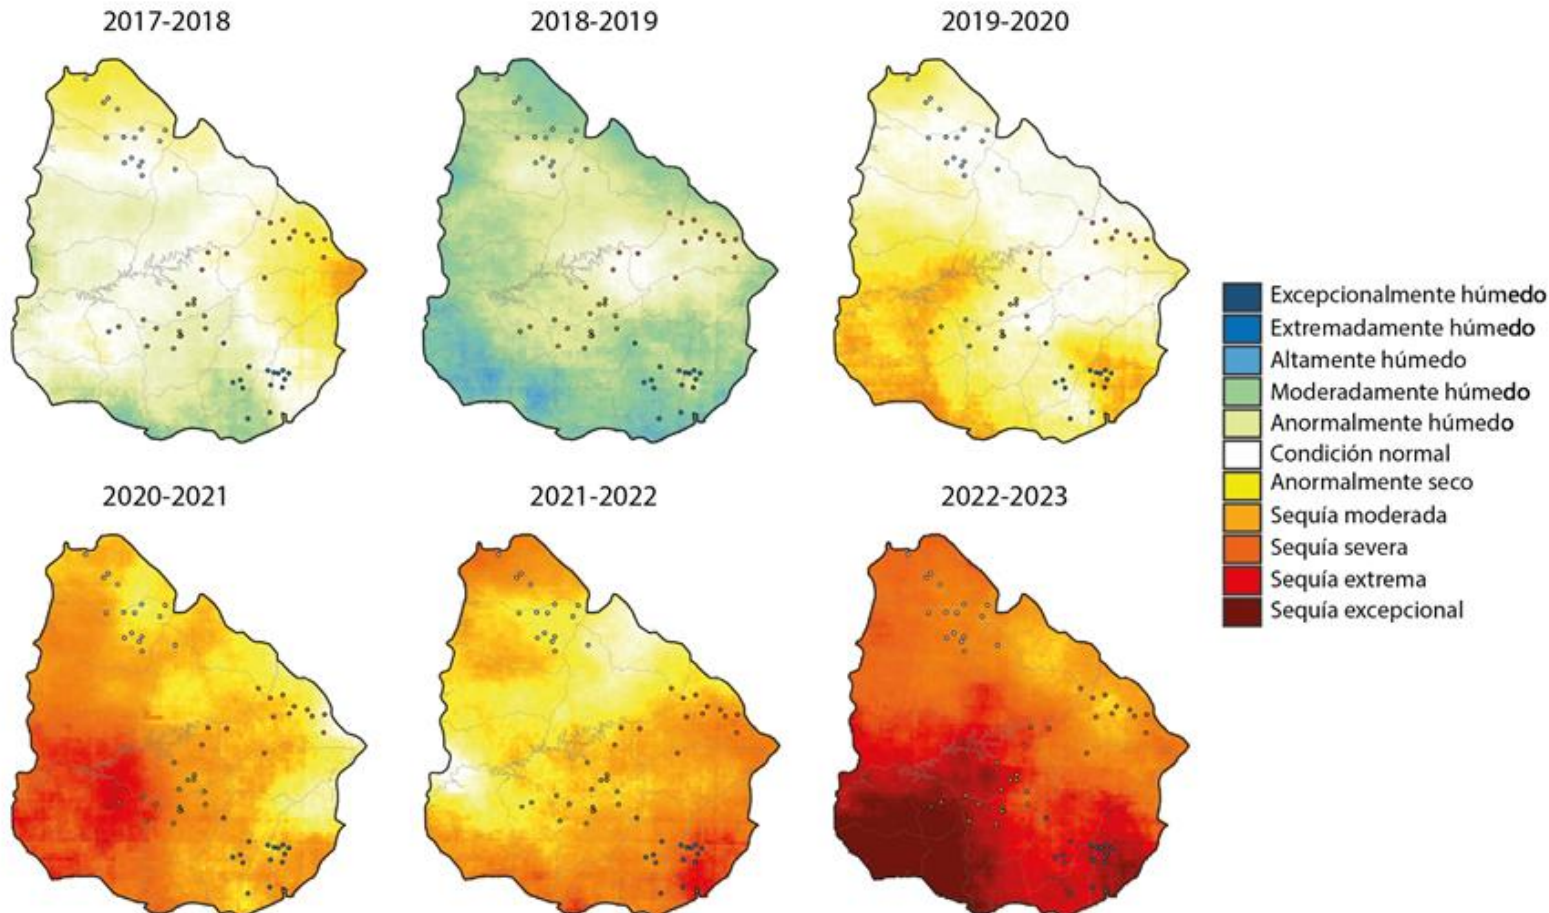 2017-2018
2018-2019
2019-2020
Excepcionalmente húmedo
Extremadamente húmedo
Altamente húmedo
Moderadamente húmedo
Anormalmente húmedo
Condición normal
Anormalmente seco
Sequía moderada
Sequía severa
Sequía extrema
Sequía excepcional
2020-2021
2021-2022
2022-2023